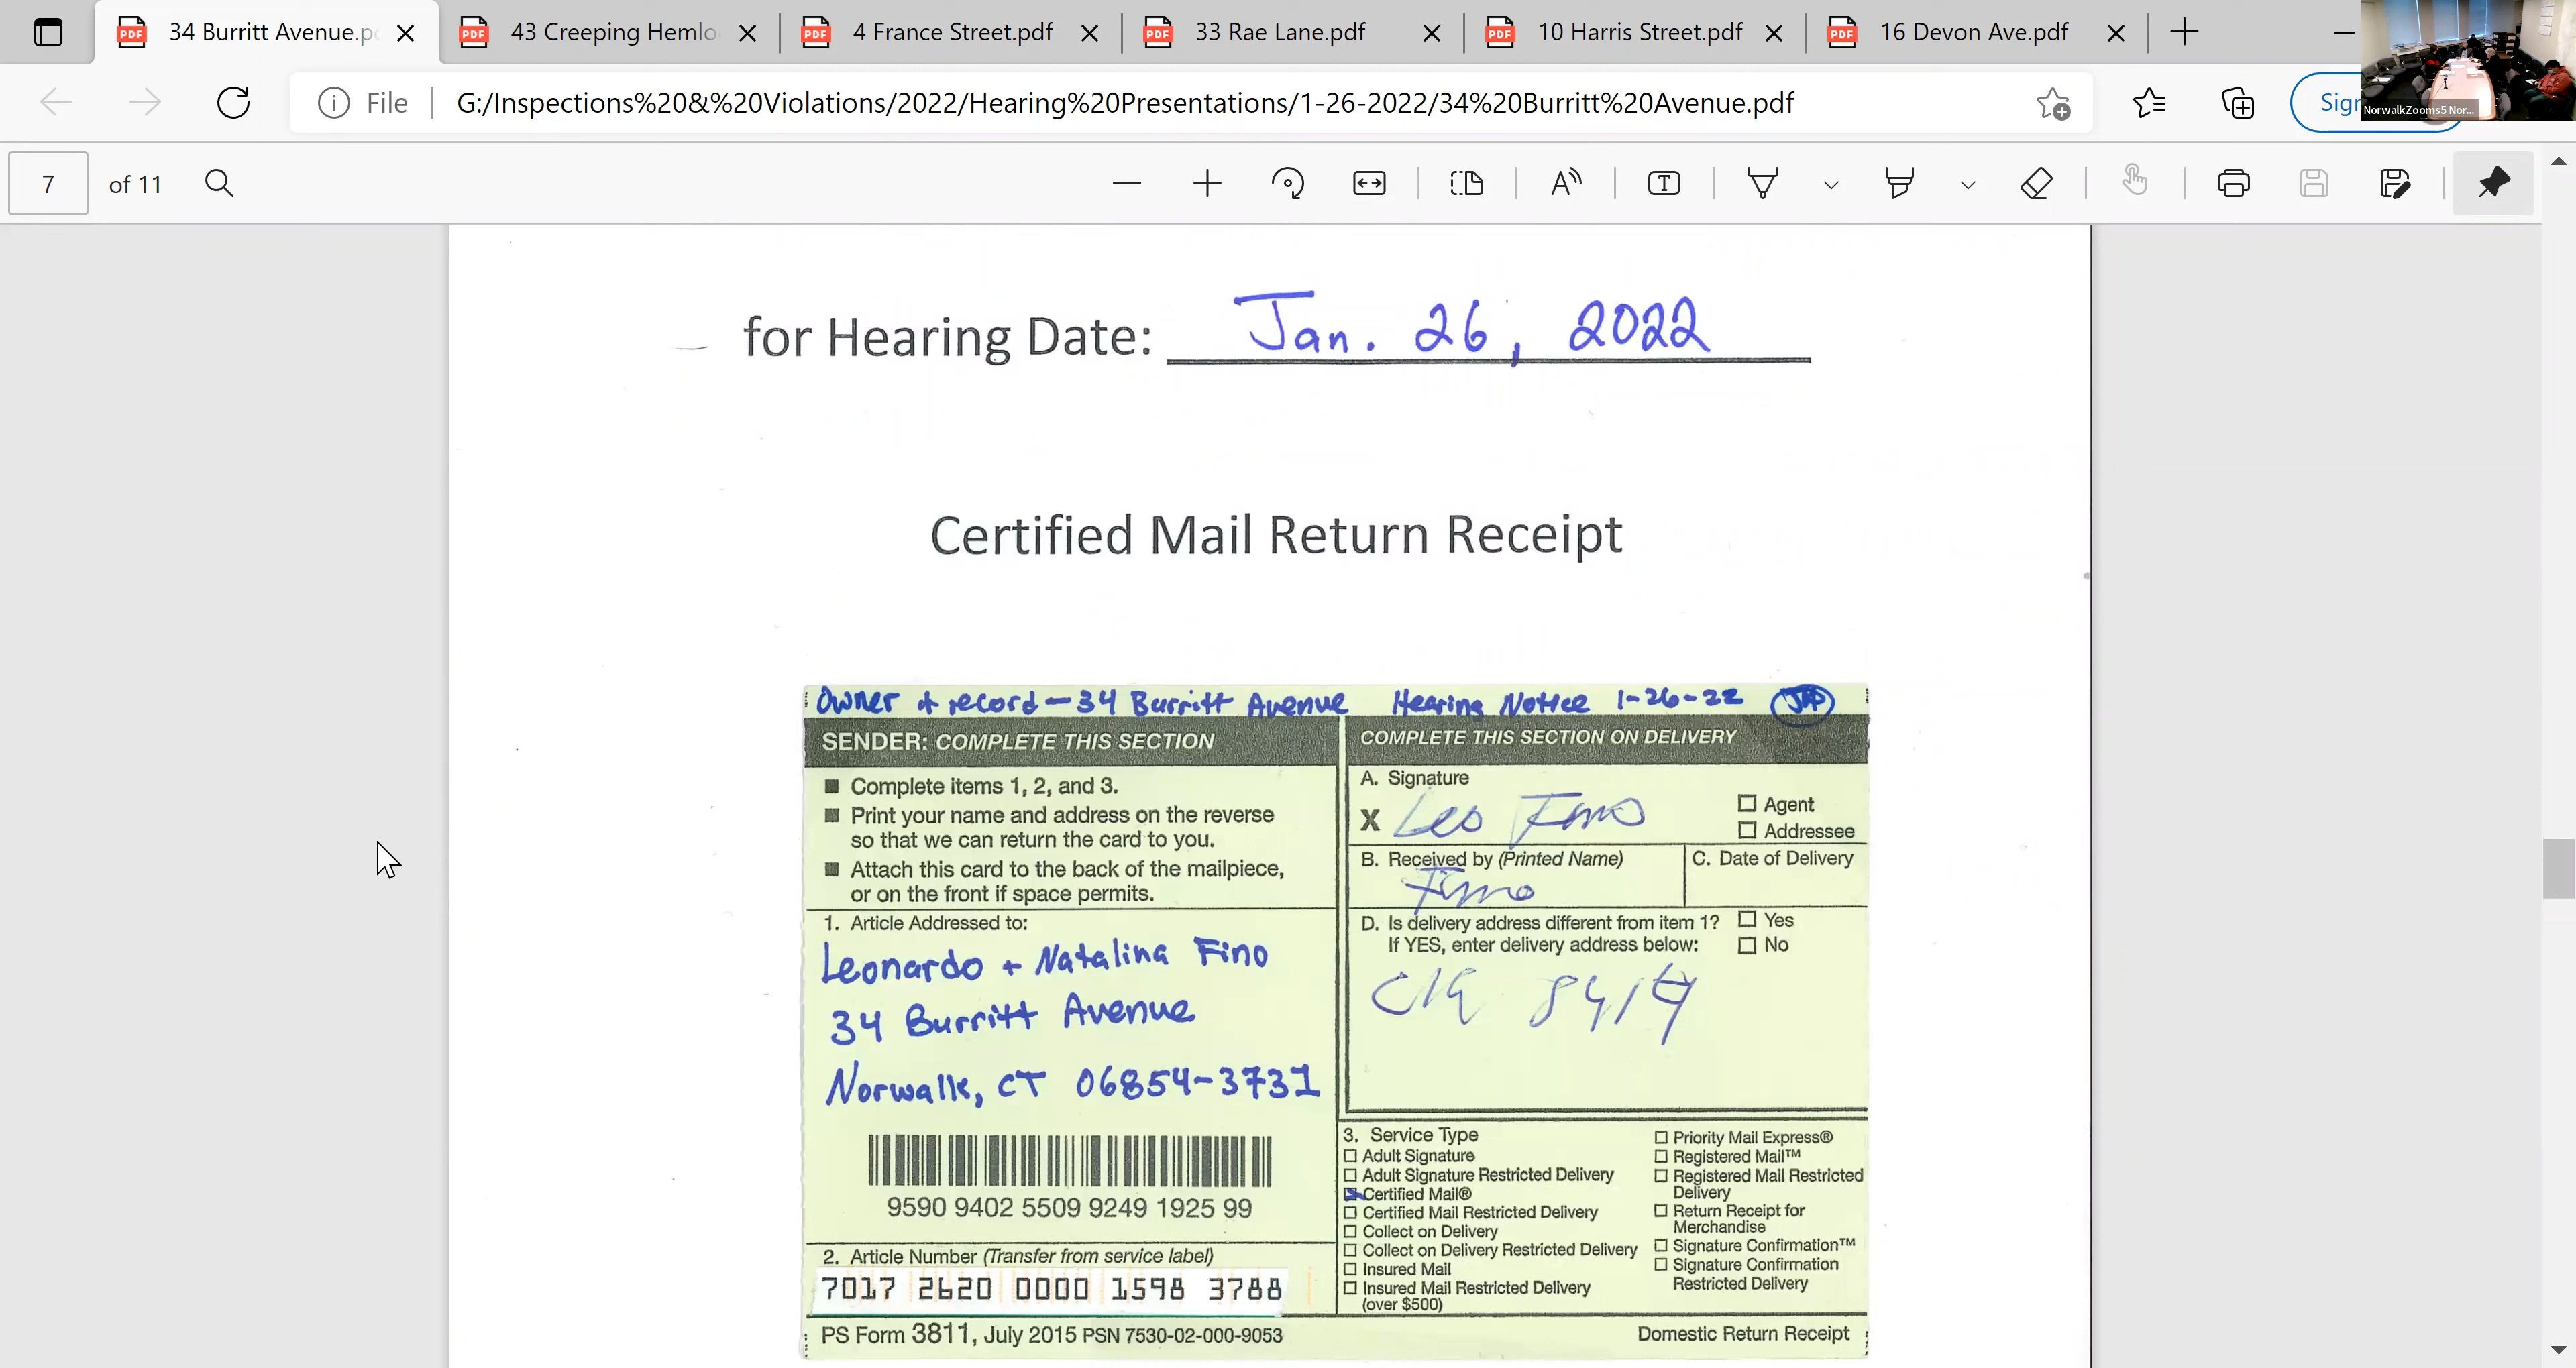 34 Burritt Avenue.p
43 Creeping Hemlo
4 France Street.pdf
33 Rae Lane.pdf
10 Harris Street.pdf
16 Devon Ave.pdf
File
G:/Inspections%20&%20Violations/2022/Hearing%20Presentations/1-26-2022/34%20Burritt%20Avenue.pdf
Sign
NorwalkZooms5 Nor...
7 of 11
for Hearing Date: Jan. 26, 2022
Certified Mail Return Receipt
Owner of record - 34 Burritt Avenue Hearing Notice 1-26-22
SENDER: COMPLETE THIS SECTION
■ Complete items 1, 2, and 3.
■ Print your name and address on the reverse
so that we can return the card to you.
■ Attach this card to the back of the mailpiece,
or on the front if space permits.
1. Article Addressed to:
Leonardo + Natalina Fino
34 Burritt Avenue
Norwalk, CT 06854-3731
9590 9402 5509 9249 1925 99
2. Article Number (Transfer from service label)
7017 2620 0000 1598 3788
COMPLETE THIS SECTION ON DELIVERY
A. Signature
X Leo Fino
Agent
Addressee
B. Received by (Printed Name)
Fino
C. Date of Delivery
D. Is delivery address different from item 1? Yes
If YES, enter delivery address below: No
3. Service Type
Adult Signature
Adult Signature Restricted Delivery
Certified Mail®
Certified Mail Restricted Delivery
Collect on Delivery
Collect on Delivery Restricted Delivery
Insured Mail
Insured Mail Restricted Delivery
(over $500)
Priority Mail Express®
Registered Mail™
Registered Mail Restricted
Delivery
Return Receipt for
Merchandise
Signature Confirmation™
Signature Confirmation
Restricted Delivery
PS Form 3811, July 2015 PSN 7530-02-000-9053
Domestic Return Receipt